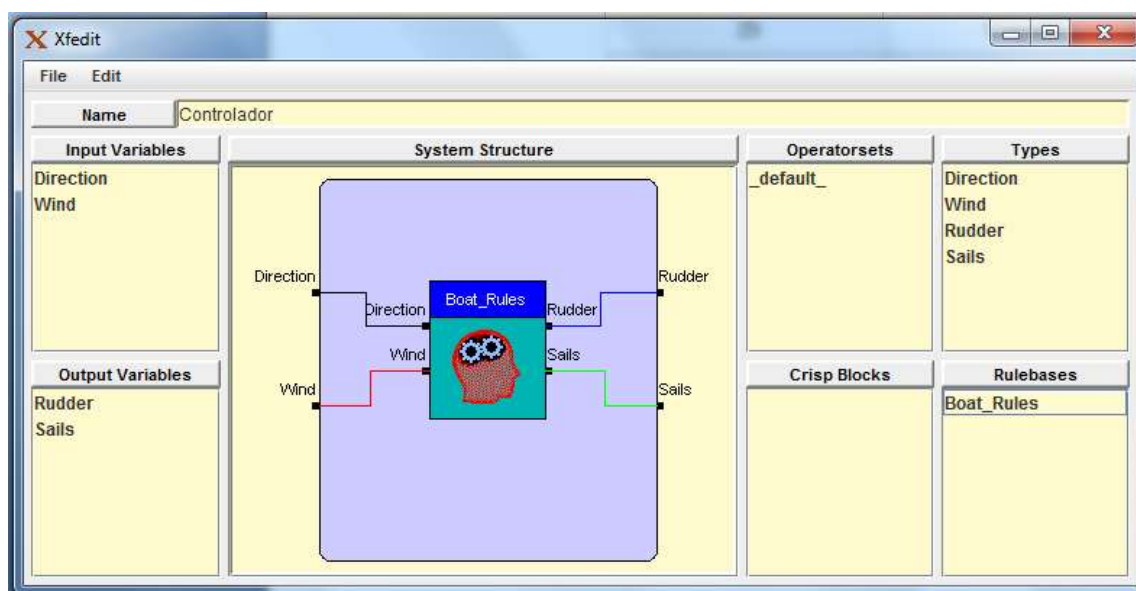 Xfedit
File Edit
Name Controlador
Input Variables
Direction
Wind
System Structure
Direction
Direction
Boat_Rules
Rudder
Rudder
Wind
Sails
Wind
Sails
Operatorsets
_default_
Types
Direction
Wind
Rudder
Sails
Output Variables
Rudder
Sails
Crisp Blocks
Rulebases
Boat_Rules